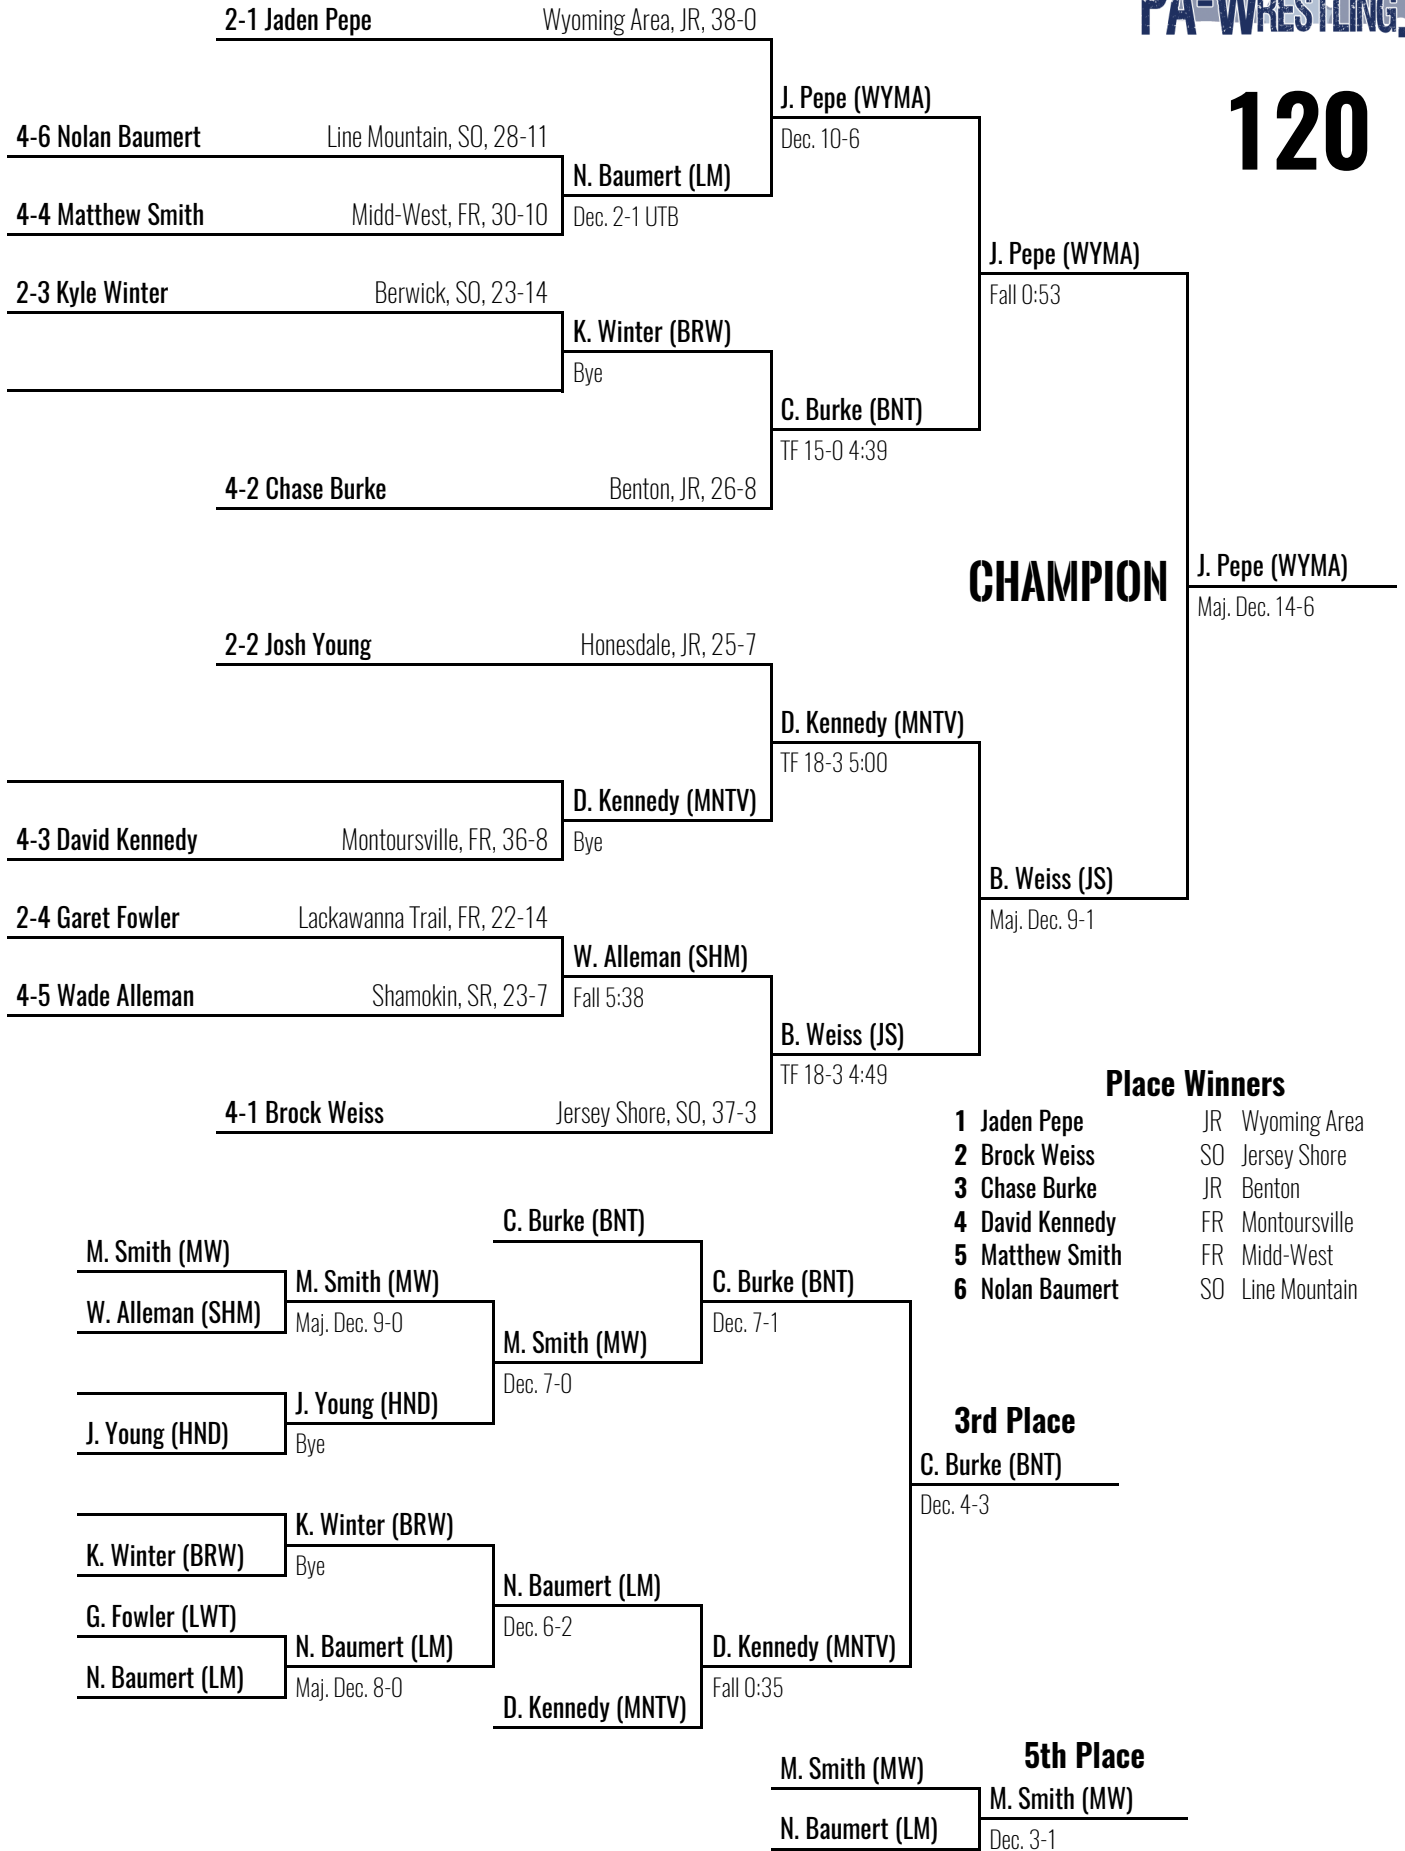 PA-WRESTLING.
120
2-1 Jaden Pepe Wyoming Area, JR, 38-0
J. Pepe (WYMA)
Dec. 10-6
4-6 Nolan Baumert Line Mountain, SO, 28-11
N. Baumert (LM)
Dec. 2-1 UTB
4-4 Matthew Smith Midd-West, FR, 30-10
J. Pepe (WYMA)
Fall 0:53
2-3 Kyle Winter Berwick, SO, 23-14
K. Winter (BRW)
Bye
C. Burke (BNT)
TF 15-0 4:39
4-2 Chase Burke Benton, JR, 26-8
CHAMPION
J. Pepe (WYMA)
Maj. Dec. 14-6
2-2 Josh Young Honesdale, JR, 25-7
D. Kennedy (MNTV)
TF 18-3 5:00
D. Kennedy (MNTV)
Bye
4-3 David Kennedy Montoursville, FR, 36-8
B. Weiss (JS)
Maj. Dec. 9-1
2-4 Garet Fowler Lackawanna Trail, FR, 22-14
W. Alleman (SHM)
Fall 5:38
4-5 Wade Alleman Shamokin, SR, 23-7
B. Weiss (JS)
TF 18-3 4:49
4-1 Brock Weiss Jersey Shore, SO, 37-3
Place Winners
1 Jaden Pepe JR Wyoming Area
2 Brock Weiss SO Jersey Shore
3 Chase Burke JR Benton
4 David Kennedy FR Montoursville
5 Matthew Smith FR Midd-West
6 Nolan Baumert SO Line Mountain
C. Burke (BNT)
M. Smith (MW)
M. Smith (MW)
Maj. Dec. 9-0
W. Alleman (SHM)
C. Burke (BNT)
Dec. 7-1
M. Smith (MW)
Dec. 7-0
J. Young (HND)
Bye
J. Young (HND)
3rd Place
C. Burke (BNT)
Dec. 4-3
K. Winter (BRW)
Bye
K. Winter (BRW)
N. Baumert (LM)
Dec. 6-2
G. Fowler (LWT)
N. Baumert (LM)
Maj. Dec. 8-0
N. Baumert (LM)
D. Kennedy (MNTV)
Fall 0:35
D. Kennedy (MNTV)
5th Place
M. Smith (MW)
M. Smith (MW)
Dec. 3-1
N. Baumert (LM)